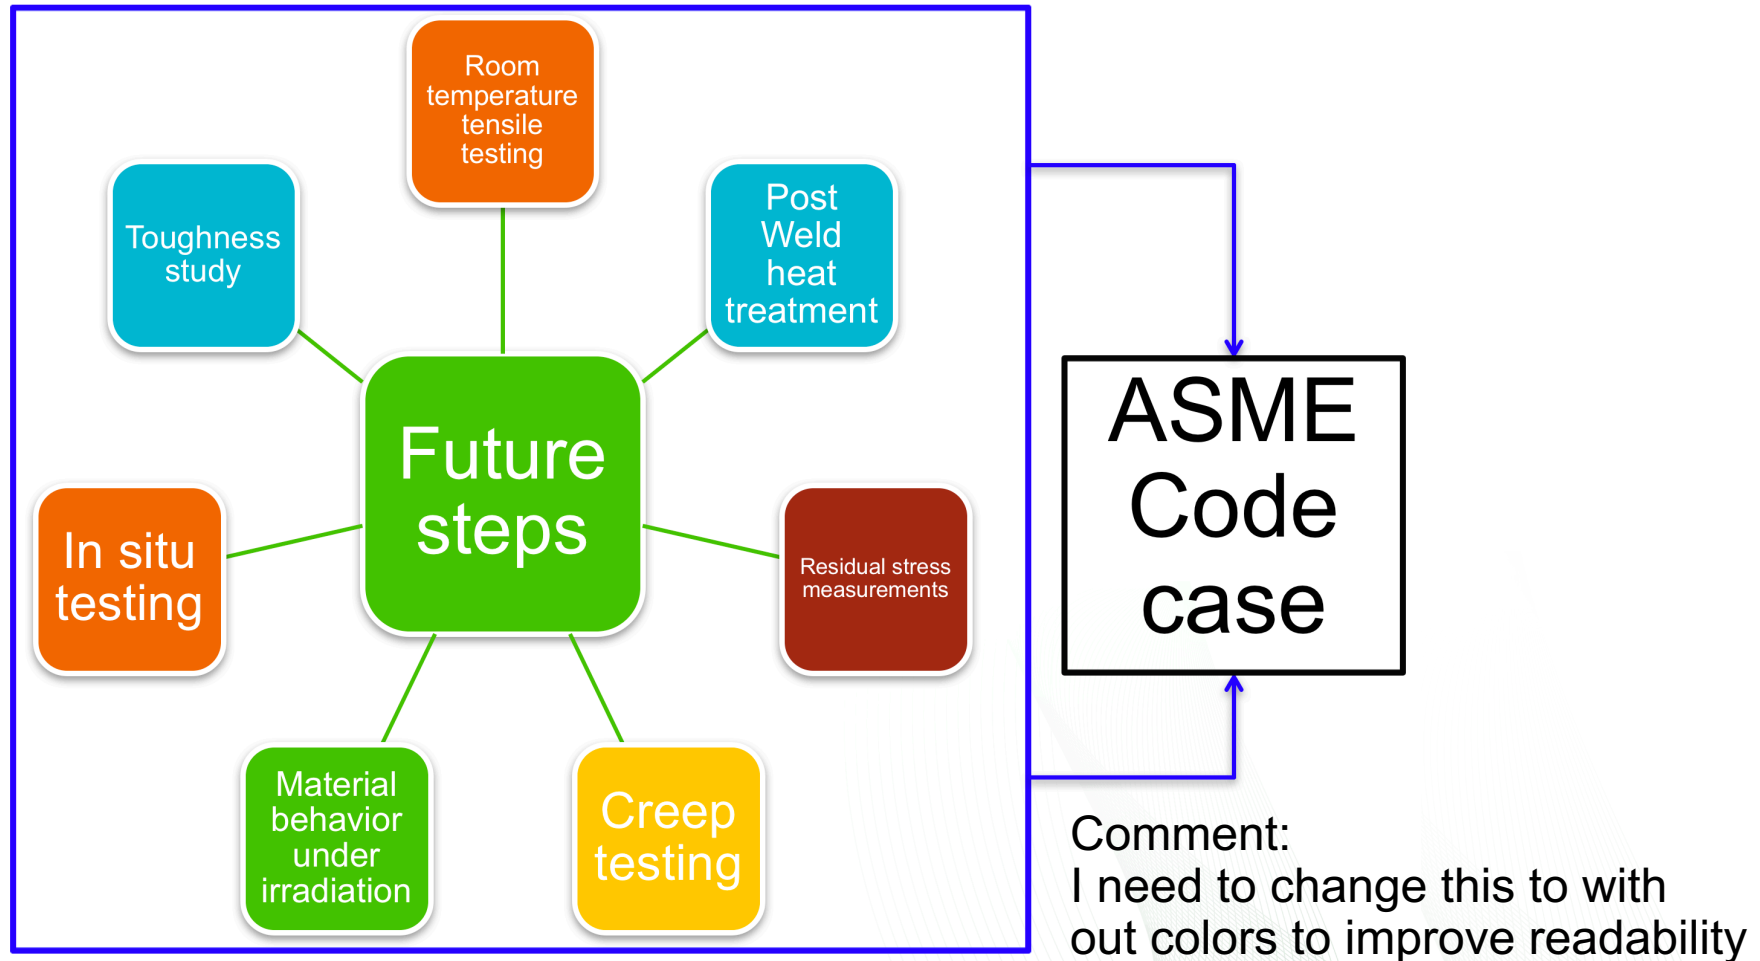 Room
temperature
tensile
testing
Post
Weld
heat
treatment
Toughness
study
Future
steps
ASME
Code
case
In situ
testing
Residual stress
measurements
Material
behavior
under
irradiation
Creep
testing
Comment:
I need to change this to with
out colors to improve readability